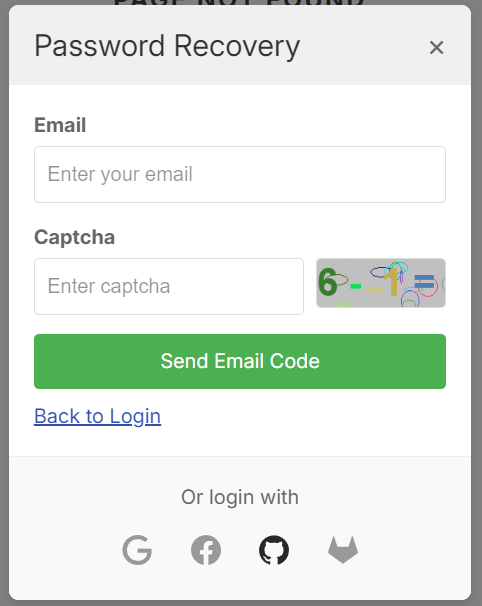 PAGE NOT FOUND
Password Recovery
×
Email
Enter your email
Captcha
Enter captcha
6 - 1 =
Send Email Code
Back to Login
Or login with